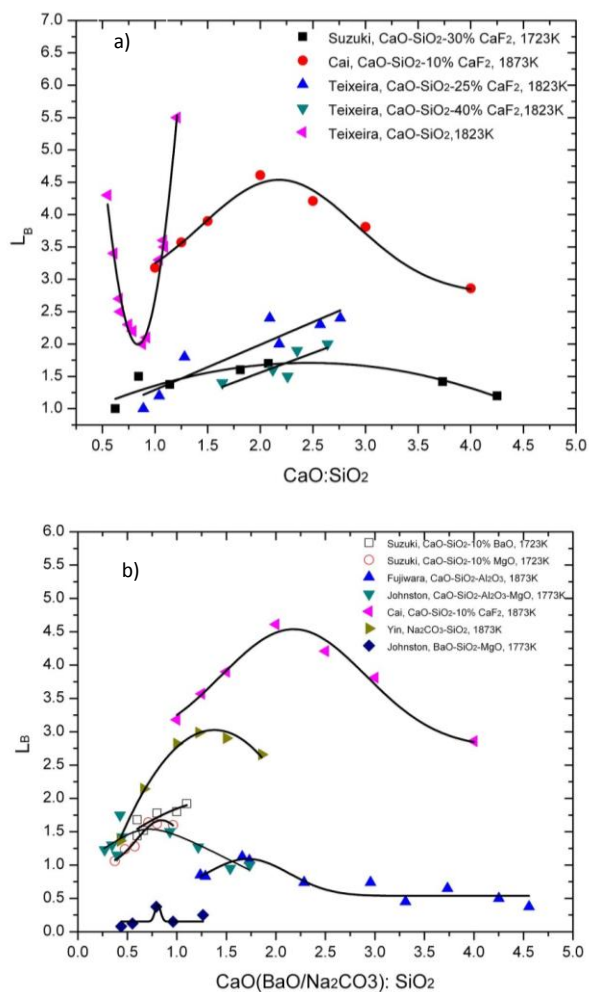 a)
Suzuki, CaO-SiO₂-30% CaF₂, 1723K
Cai, CaO-SiO₂-10% CaF₂, 1873K
Teixeira, CaO-SiO₂-25% CaF₂, 1823K
Teixeira, CaO-SiO₂-40% CaF₂,1823K
Teixeira, CaO-SiO₂,1823K
5.5
5.0
4.5
4.0
3.5
3.0
2.5
2.0
1.5
1.0
L_B
0.5 1.0 1.5 2.0 2.5 3.0 3.5 4.0 4.5 5.0
CaO:SiO₂
b)
Suzuki, CaO-SiO₂-10% BaO, 1723K
Suzuki, CaO-SiO₂-10% MgO, 1723K
Fujiwara, CaO-SiO₂-Al₂O₃, 1873K
Johnston, CaO-SiO₂-Al₂O₃-MgO, 1773K
Cai, CaO-SiO₂-10% CaF₂, 1873K
Yin, Na₂CO₃-SiO₂, 1873K
Johnston, BaO-SiO₂-MgO, 1773K
6.0
5.5
5.0
4.5
4.0
3.5
3.0
2.5
2.0
1.5
1.0
0.5
0.0
L_B
0.0 0.5 1.0 1.5 2.0 2.5 3.0 3.5 4.0 4.5 5.0
CaO(BaO/Na₂CO3): SiO₂